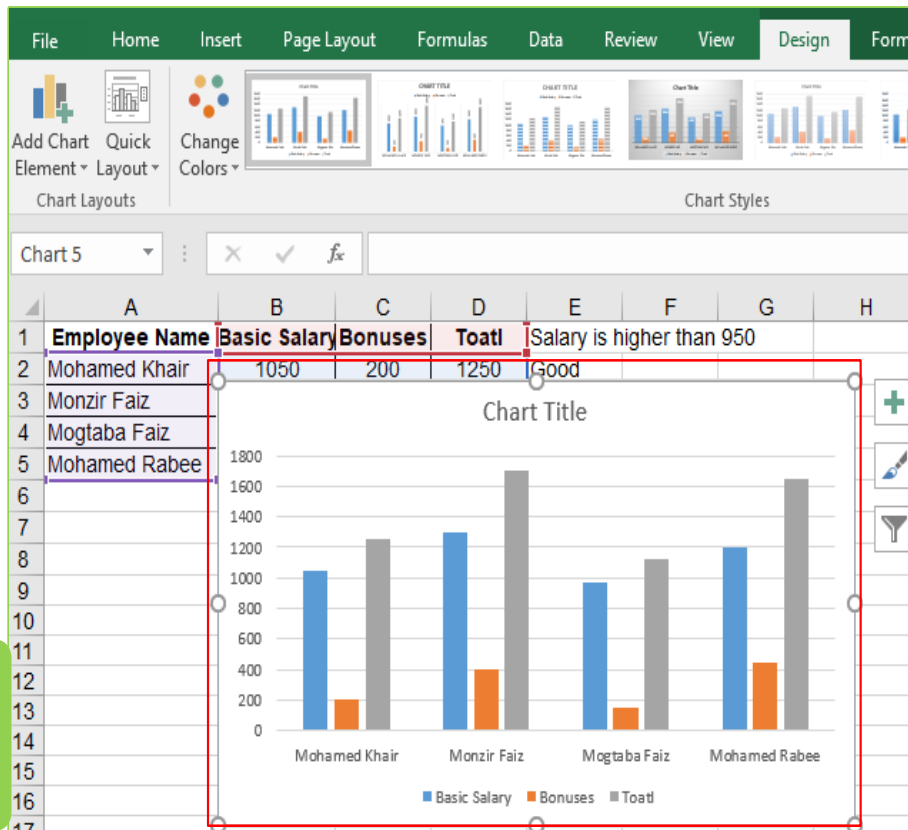 File Home Insert Page Layout Formulas Data Review View Design Form
Add Chart Element Quick Layout Change Colors
Chart Layouts Chart Styles
Chart 5 fx
A B C D E F G H
1 Employee Name Basic Salary Bonuses Toatl Salary is higher than 950
2 Mohamed Khair 1050 200 1250 Good
3 Monzir Faiz
4 Mogtaba Faiz
5 Mohamed Rabee
6
7
8
9
10
11
12
13
14
15
16
17
Chart Title
1800
1600
1400
1200
1000
800
600
400
200
0
Mohamed Khair Monzir Faiz Mogtaba Faiz Mohamed Rabee
Basic Salary Bonuses Toatl